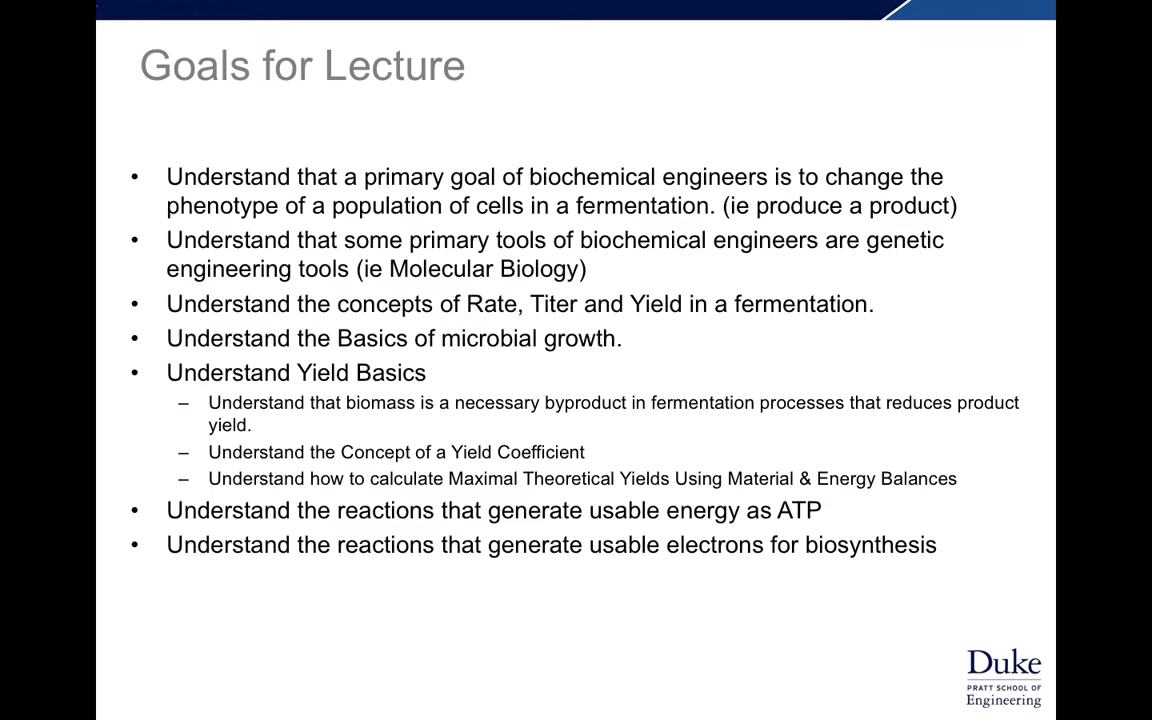 Goals for Lecture
• Understand that a primary goal of biochemical engineers is to change the
phenotype of a population of cells in a fermentation. (ie produce a product)
• Understand that some primary tools of biochemical engineers are genetic
engineering tools (ie Molecular Biology)
• Understand the concepts of Rate, Titer and Yield in a fermentation.
• Understand the Basics of microbial growth.
• Understand Yield Basics
– Understand that biomass is a necessary byproduct in fermentation processes that reduces product
yield.
– Understand the Concept of a Yield Coefficient
– Understand how to calculate Maximal Theoretical Yields Using Material & Energy Balances
• Understand the reactions that generate usable energy as ATP
• Understand the reactions that generate usable electrons for biosynthesis
Duke
PRATT SCHOOL OF
Engineering